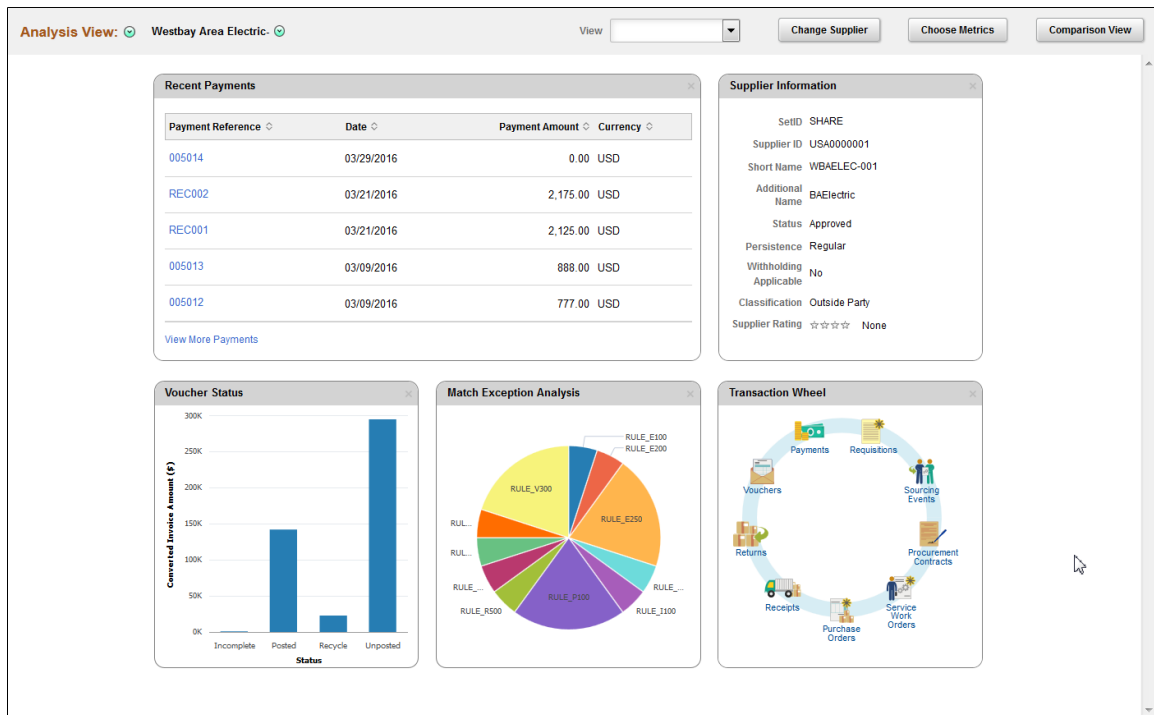 Analysis View: Westbay Area Electric- View Change Supplier Choose Metrics Comparison View
Recent Payments
Payment Reference Date Payment Amount Currency
005014 03/29/2016 0.00 USD
REC002 03/21/2016 2,175.00 USD
REC001 03/21/2016 2,125.00 USD
005013 03/09/2016 888.00 USD
005012 03/09/2016 777.00 USD
View More Payments
Supplier Information
SetID SHARE
Supplier ID USA0000001
Short Name WBAELEC-001
Additional
Name BAElectric
Status Approved
Persistence Regular
Withholding
Applicable No
Classification Outside Party
Supplier Rating None
Voucher Status
Converted Invoice Amount ($)
300K
250K
200K
150K
100K
50K
0K
Incomplete Posted Recycle Unposted
Status
Match Exception Analysis
RULE_E100
RULE_E200
RULE_V300
RULE_E250
RUL...
RUL...
RULE_...
RULE_...
RULE_P100
RULE_R500
RULE_I100
Transaction Wheel
Payments
Requisitions
Vouchers
Sourcing
Events
Returns
Procurement
Contracts
Receipts
Service
Work
Orders
Purchase
Orders